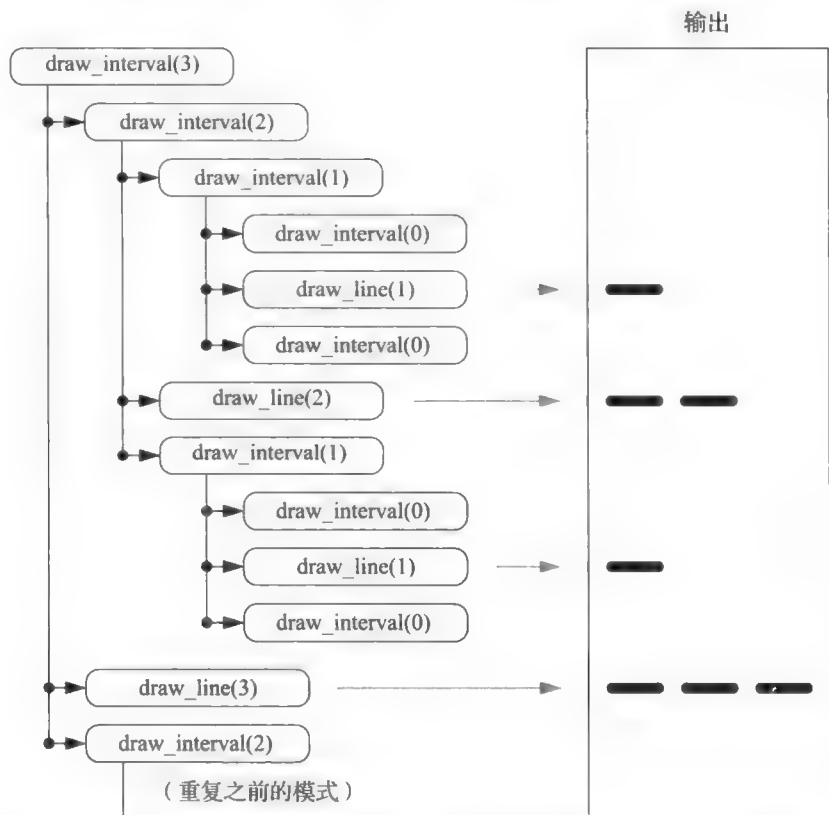 输出
draw_interval(3)
draw_interval(2)
draw_interval(1)
draw_interval(0)
draw_line(1)
draw_interval(0)
draw_line(2)
draw_interval(1)
draw_interval(0)
draw_line(1)
draw_interval(0)
draw_line(3)
draw_interval(2)
（重复之前的模式）